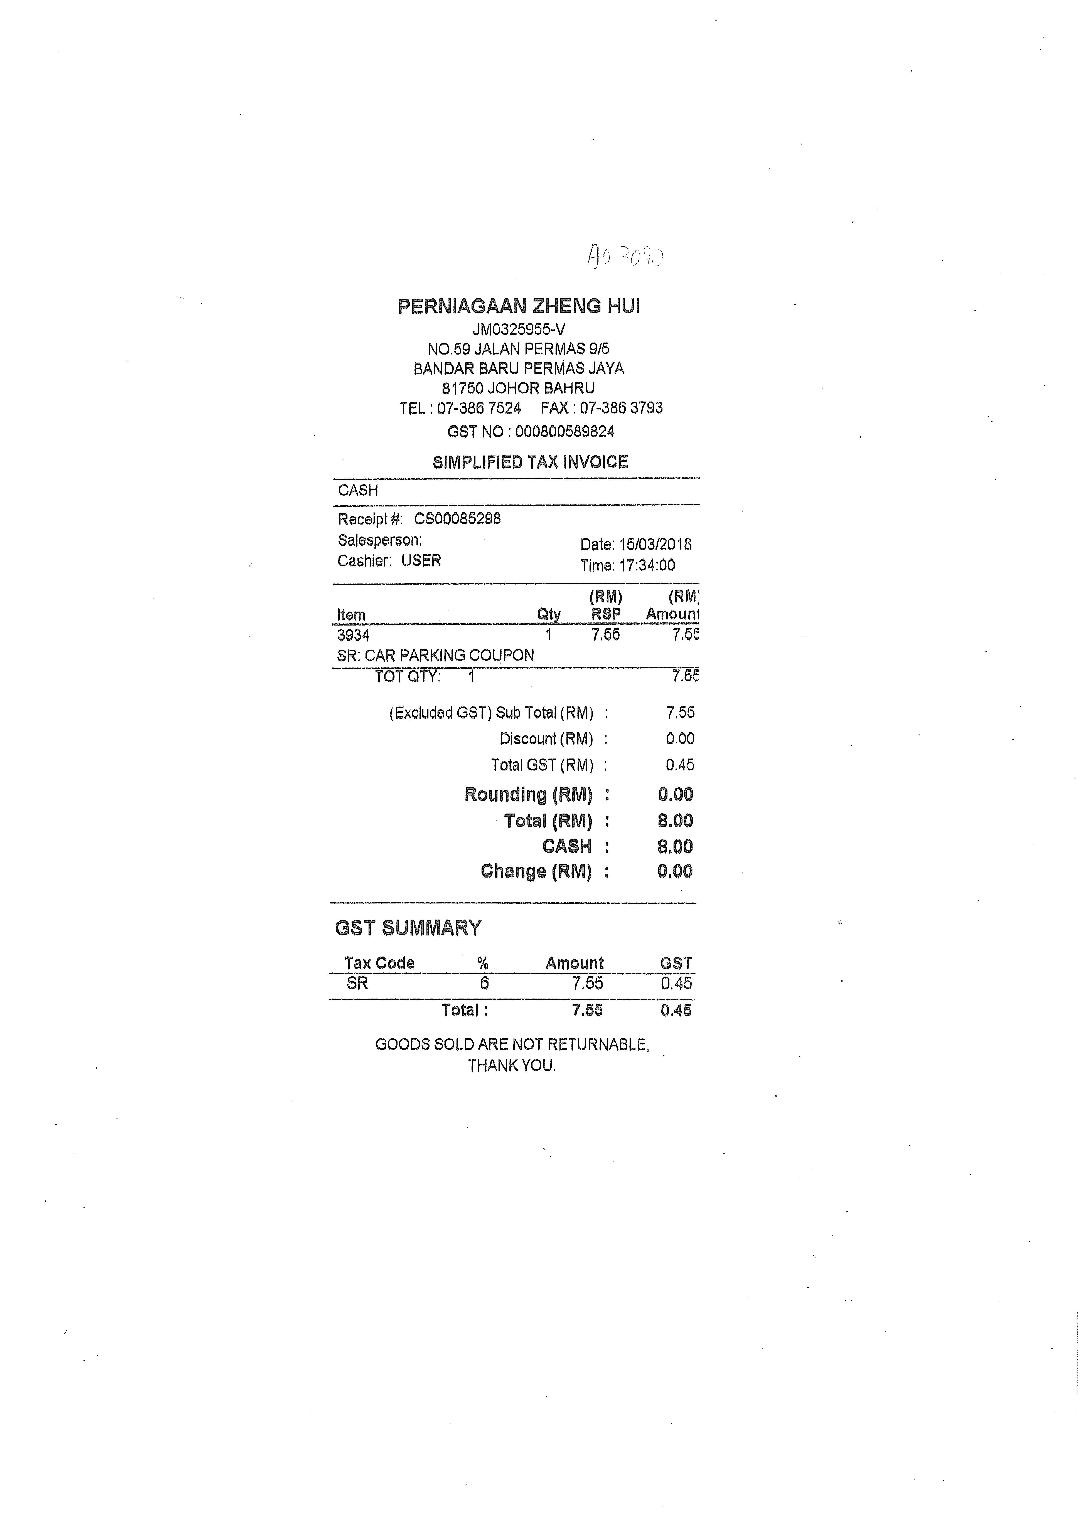 PERNIAGAAN ZHENG HUI
JM0325955-V
NO.59 JALAN PERMAS 9/5
BANDAR BARU PERMAS JAYA
81750 JOHOR BAHRU
TEL : 07-386 7524 FAX : 07-386 3793
GST NO : 000800589824
SIMPLIFIED TAX INVOICE
CASH
Receipt #: CS00085298
Salesperson:
Cashier: USER
Date: 15/03/2018
Time: 17:34:00
(RM) (RM)
Item Qty RSP Amount
3934 1 7.55 7.55
SR: CAR PARKING COUPON
TOT QTY: 1 7.55
(Excluded GST) Sub Total (RM) : 7.55
Discount (RM) : 0.00
Total GST (RM) : 0.45
Rounding (RM) : 0.00
Total (RM) : 8.00
CASH : 8.00
Change (RM) : 0.00
GST SUMMARY
Tax Code % Amount GST
SR 6 7.55 0.45
Total : 7.55 0.45
GOODS SOLD ARE NOT RETURNABLE,
THANK YOU.